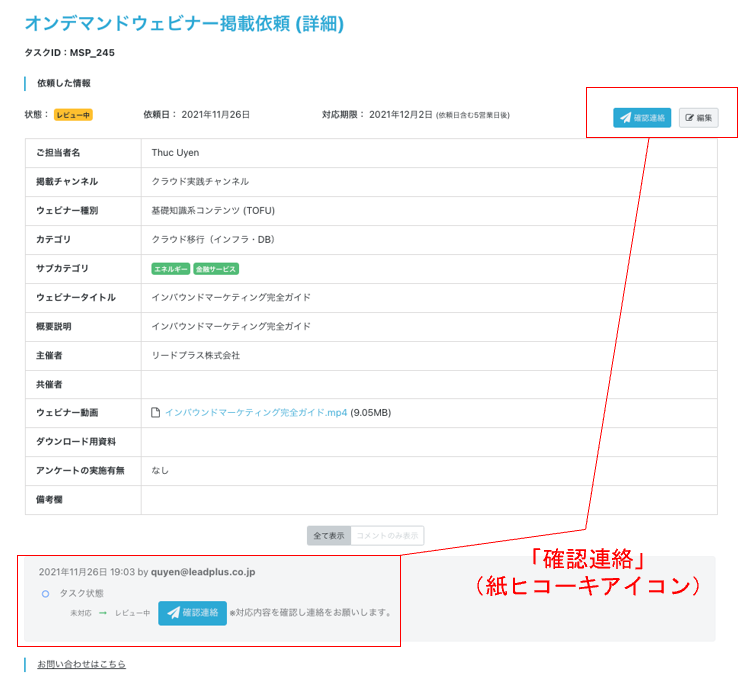 オンデマンドウェビナー掲載依頼 (詳細)
タスクID：MSP_245
依頼した情報
状態： レビュー中 依頼日： 2021年11月26日 対応期限： 2021年12月2日 (依頼日含む5営業日後) 確認連絡 編集
ご担当者名 Thuc Uyen
掲載チャンネル クラウド実践チャンネル
ウェビナー種別 基礎知識系コンテンツ (TOFU)
カテゴリ クラウド移行（インフラ・DB）
サブカテゴリ エネルギー 金融サービス
ウェビナータイトル インバウンドマーケティング完全ガイド
概要説明 インバウンドマーケティング完全ガイド
主催者 リードプラス株式会社
共催者
ウェビナー動画 インバウンドマーケティング完全ガイド.mp4 (9.05MB)
ダウンロード用資料
アンケートの実施有無 なし
備考欄
全て表示 コメントのみ表示
「確認連絡」
（紙ヒコーキアイコン）
2021年11月26日 19:03 by quyen@leadplus.co.jp
タスク状態
未対応 → レビュー中 確認連絡 ※対応内容を確認し連絡をお願いします。
お問い合わせはこちら